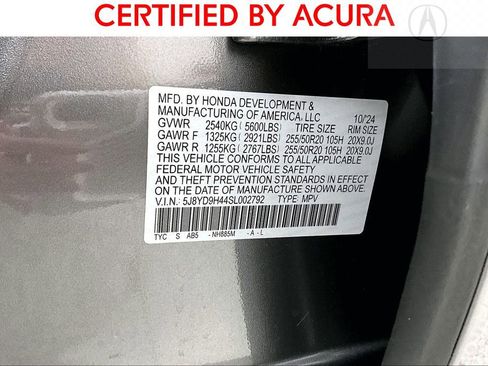 CERTIFIED BY ACURA
MFD. BY HONDA DEVELOPMENT &
MANUFACTURING OF AMERICA, LLC 10/24
GVWR 2540KG (5600LBS) TIRE SIZE RIM SIZE
GAWR F 1325KG (2921LBS) 255/50R20 105H 20X9.0J
GAWR R 1255KG (2767LBS) 255/50R20 105H 20X9.0J
THIS VEHICLE CONFORMS TO ALL APPLICABLE
FEDERAL MOTOR VEHICLE SAFETY
AND THEFT PREVENTION STANDARDS IN EFFECT
ON THE DATE OF MANUFACTURE SHOWN ABOVE.
V.I.N.: 5J8YD9H44SL002792 TYPE: MPV
TYC S AB5 -NH885M -A-L